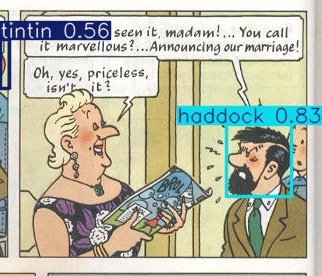 tintin 0.56
seen it, madam!... You call
it marvellous?...Announcing our marriage!
Oh, yes, priceless,
isn't it?
haddock 0.83